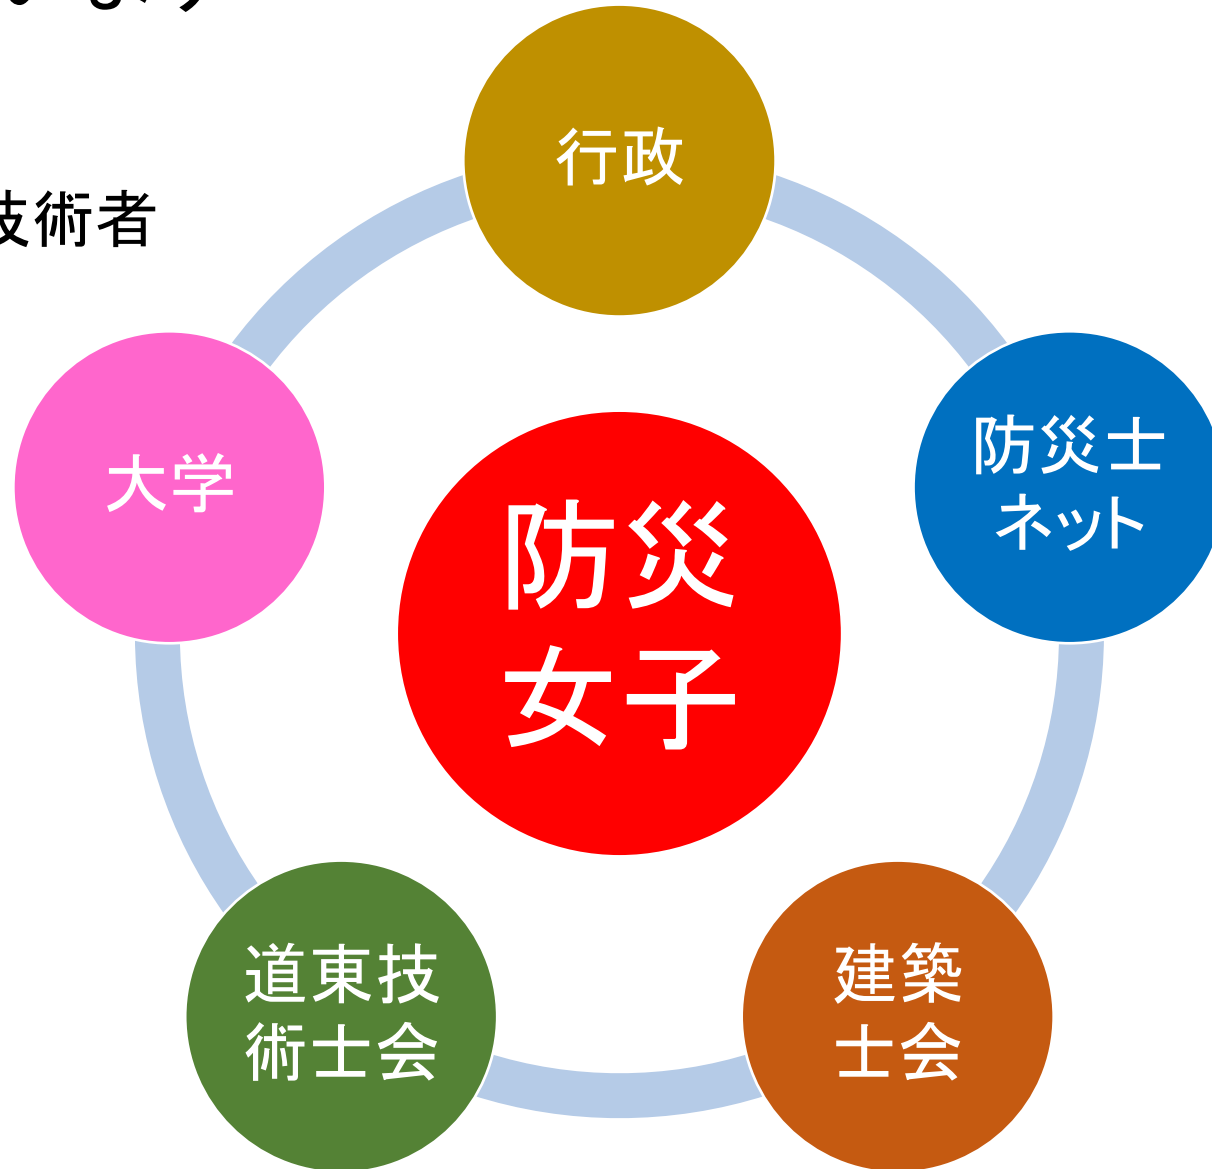 技術者
行政
大学
防災士
ネット
防災
女子
道東技
術士会
建築
士会